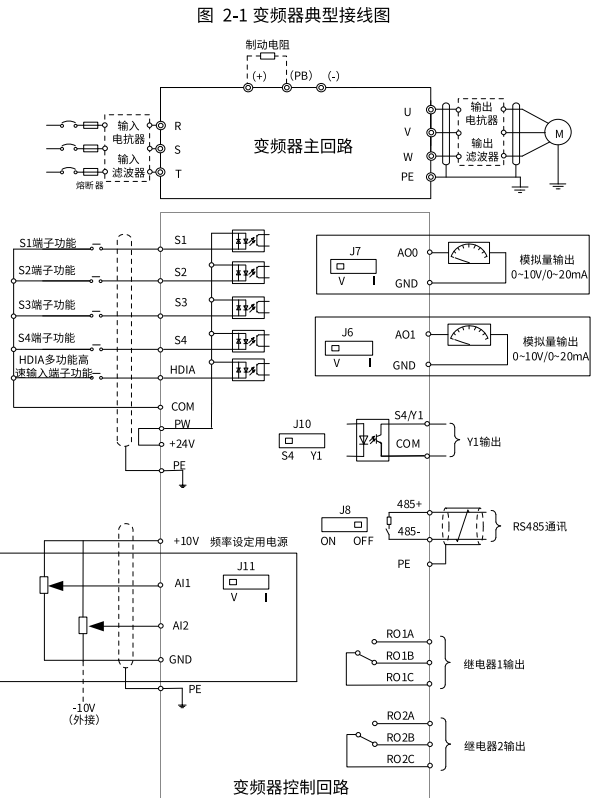 图 2-1 变频器典型接线图
制动电阻
(+) (PB) (-)
输入
电抗器
输入
滤波器
熔断器
R
S
T
变频器主回路
U
V
W
PE
输出
电抗器
输出
滤波器
M
S1端子功能 S1
S2端子功能 S2
S3端子功能 S3
S4端子功能 S4
HDIA多功能高
速输入端子功能 HDIA
COM
PW
+24V
PE
J7
V I
AO0
GND
模拟量输出
0~10V/0~20mA
J6
V I
AO1
GND
模拟量输出
0~10V/0~20mA
J10
S4 Y1
S4/Y1
COM
Y1输出
J8
ON OFF
485+
485-
PE
RS485通讯
+10V 频率设定用电源
AI1
J11
V I
AI2
GND
PE
-10V
(外接)
RO1A
RO1B
RO1C
继电器1输出
RO2A
RO2B
RO2C
继电器2输出
变频器控制回路